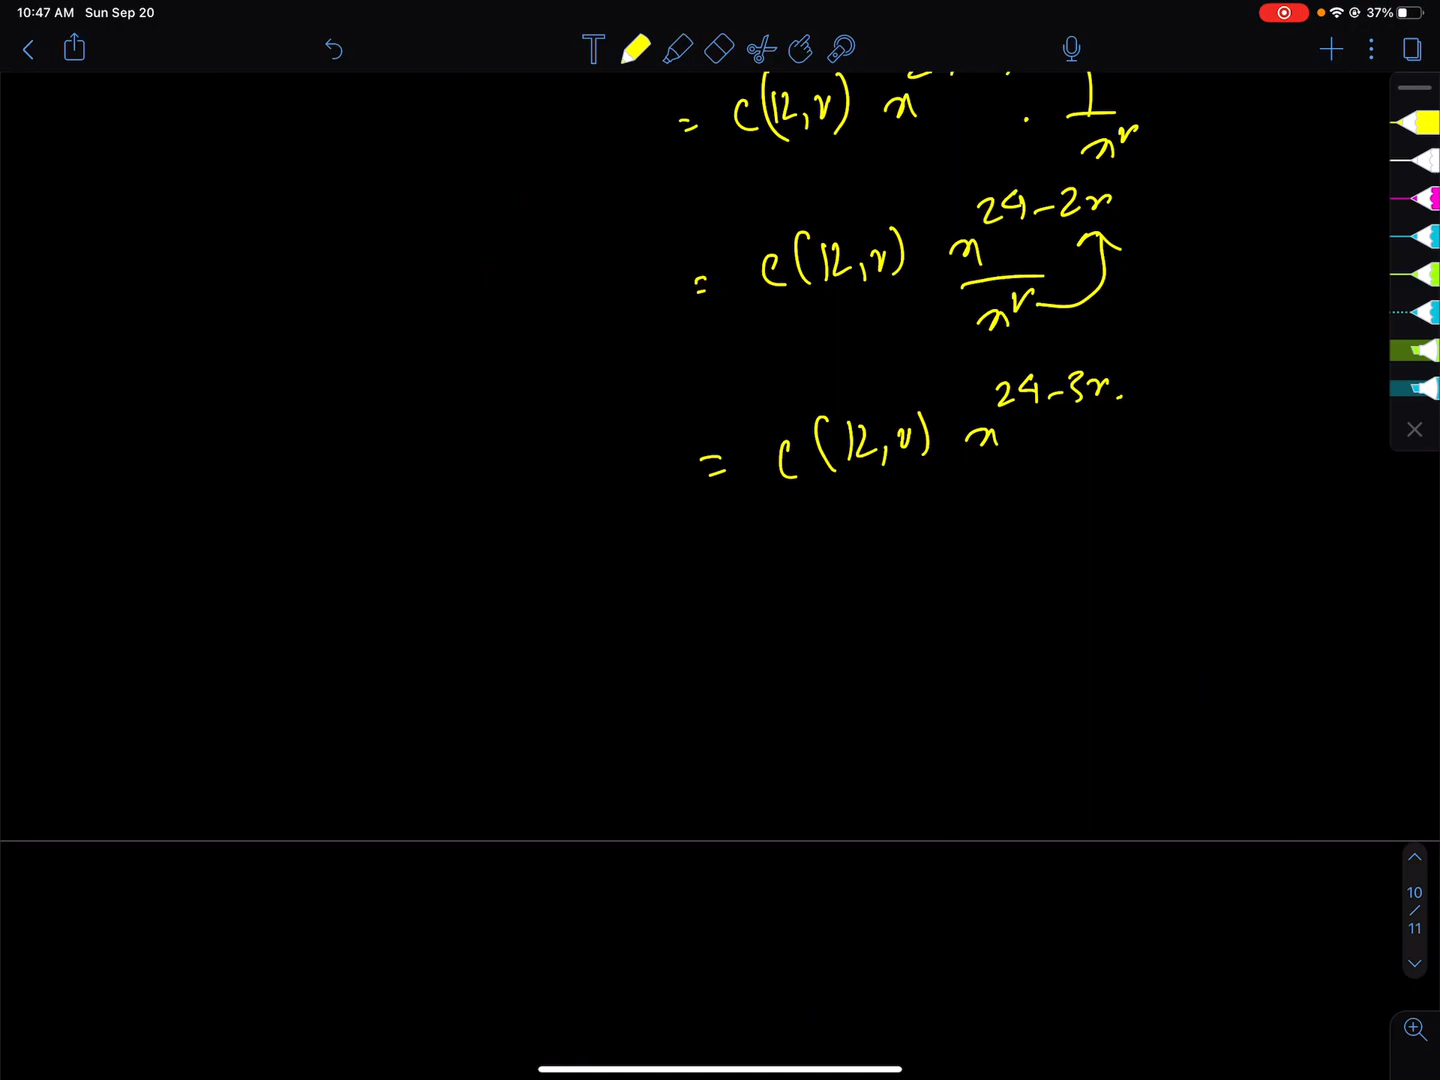 10:47 AM Sun Sep 20
37%
= C(12,r) x . 1/x^r
= C(12,r) x^24-2r / x^r
= C(12,r) x^24-3r.
10
/
11